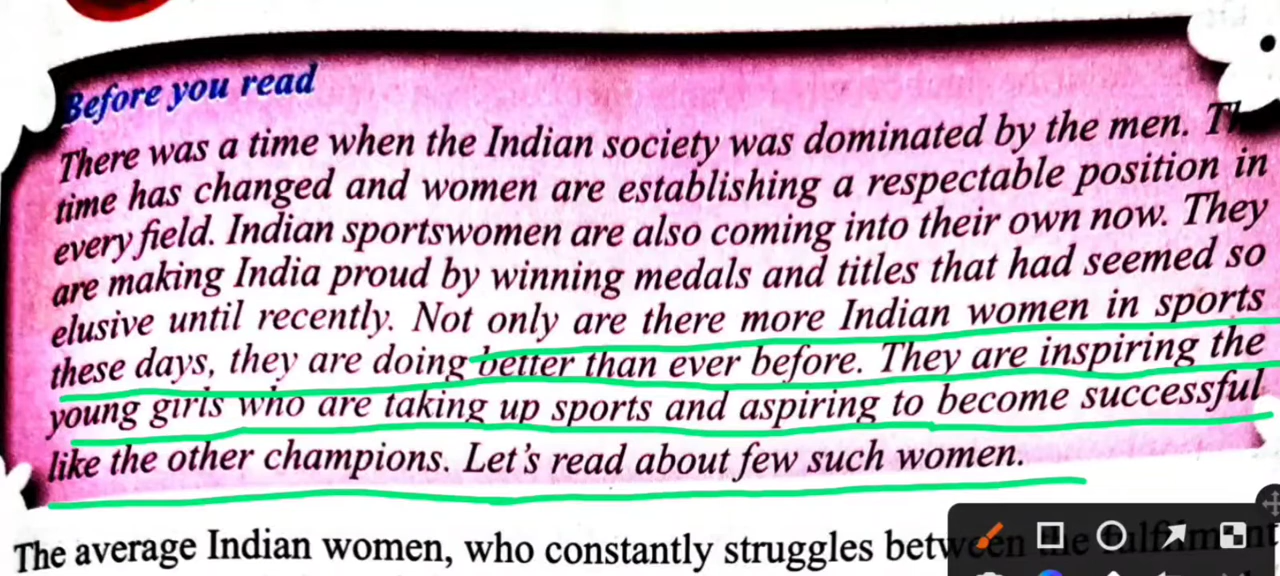 Before you read
There was a time when the Indian society was dominated by the men.
time has changed and women are establishing a respectable position in
every field. Indian sportswomen are also coming into their own now. They
are making India proud by winning medals and titles that had seemed so
elusive until recently. Not only are there more Indian women in sports
these days, they are doing better than ever before. They are inspiring the
young girls who are taking up sports and aspiring to become successful
like the other champions. Let's read about few such women.
The average Indian women, who constantly struggles between the fulfilment